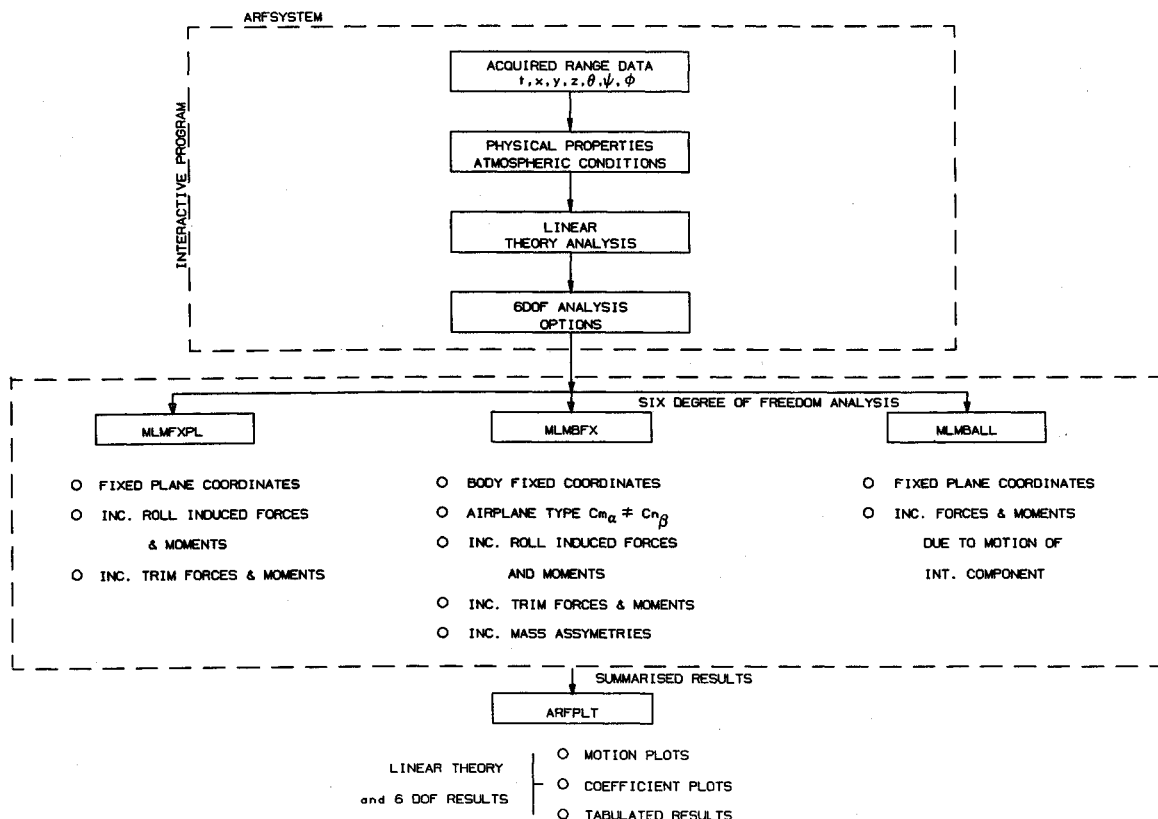 ARFSYSTEM
INTERACTIVE PROGRAM
ACQUIRED RANGE DATA
t,x,y,z,θ,ψ,ϕ
PHYSICAL PROPERTIES
ATMOSPHERIC CONDITIONS
LINEAR
THEORY ANALYSIS
6DOF ANALYSIS
OPTIONS
SIX DEGREE OF FREEDOM ANALYSIS
MLMFXPL
O FIXED PLANE COORDINATES
O INC. ROLL INDUCED FORCES
& MOMENTS
O INC. TRIM FORCES & MOMENTS
MLMBFX
O BODY FIXED COORDINATES
O AIRPLANE TYPE Cmα ≠ Cnβ
O INC. ROLL INDUCED FORCES
AND MOMENTS
O INC. TRIM FORCES & MOMENTS
O INC. MASS ASSYMETRIES
MLMBALL
O FIXED PLANE COORDINATES
O INC. FORCES & MOMENTS
DUE TO MOTION OF
INT. COMPONENT
SUMMARISED RESULTS
ARFPLT
LINEAR THEORY
and 6 DOF RESULTS
O MOTION PLOTS
O COEFFICIENT PLOTS
O TABULATED RESULTS